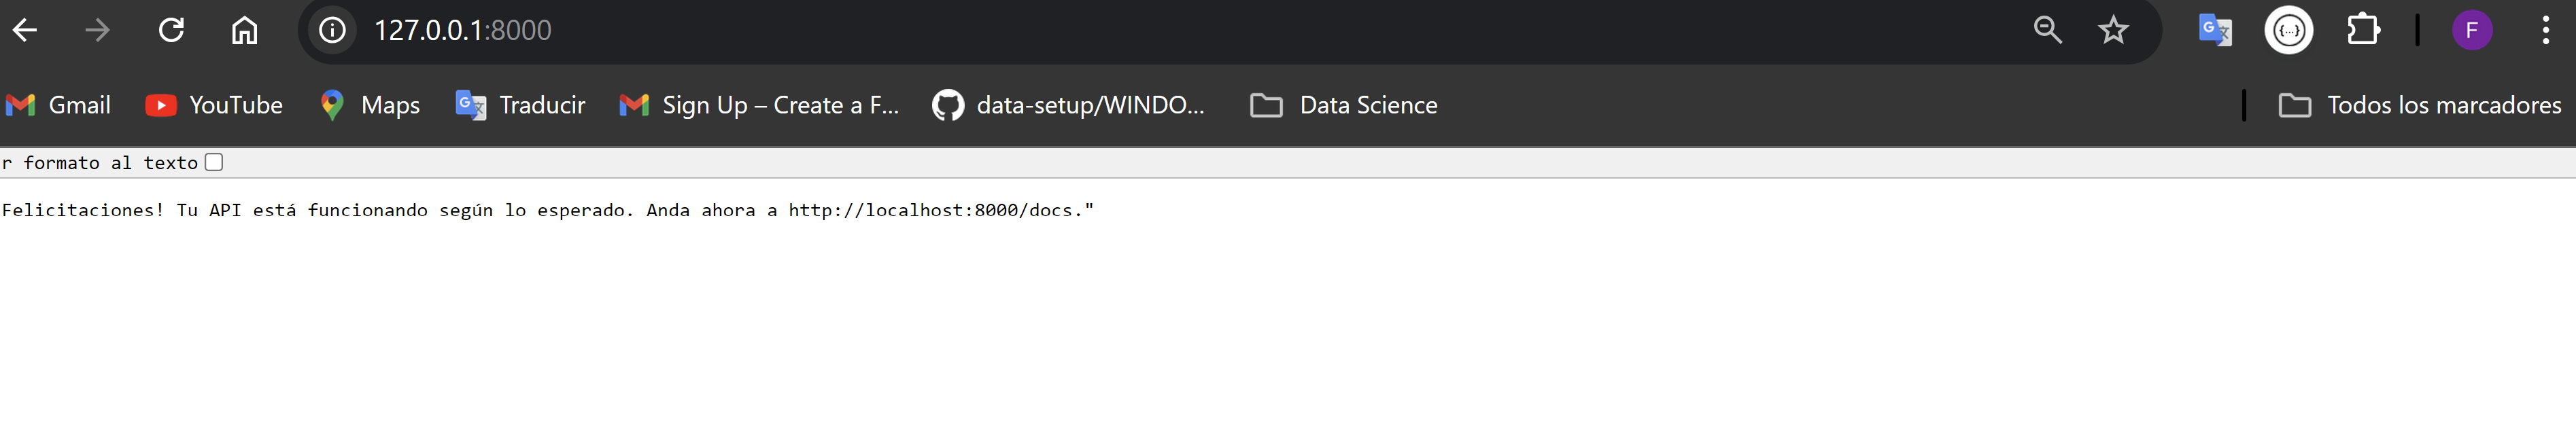 127.0.0.1:8000
F
Gmail YouTube Maps Traducir Sign Up – Create a F... data-setup/WINDO... Data Science Todos los marcadores
r formato al texto
Felicitaciones! Tu API está funcionando según lo esperado. Anda ahora a http://localhost:8000/docs."